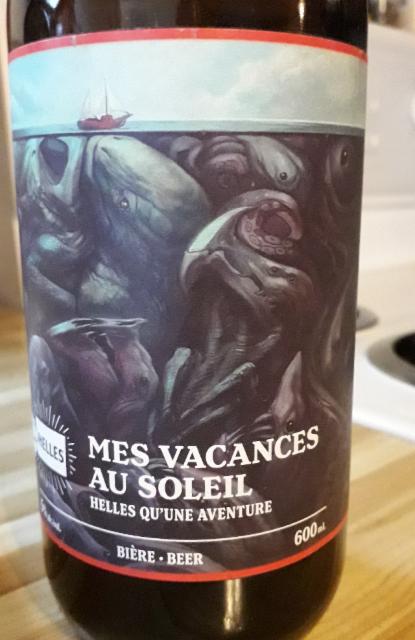 HELLES
MES VACANCES
AU SOLEIL
HELLES QU'UNE AVENTURE
600mL
BIÈRE • BEER